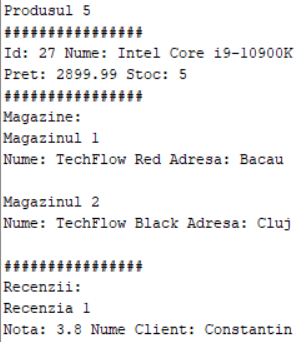 Produsul 5
################
Id: 27 Nume: Intel Core i9-10900K
Pret: 2899.99 Stoc: 5
################
Magazine:
Magazinul 1
Nume: TechFlow Red Adresa: Bacau
Magazinul 2
Nume: TechFlow Black Adresa: Cluj
################
Recenzii:
Recenzia 1
Nota: 3.8 Nume Client: Constantin